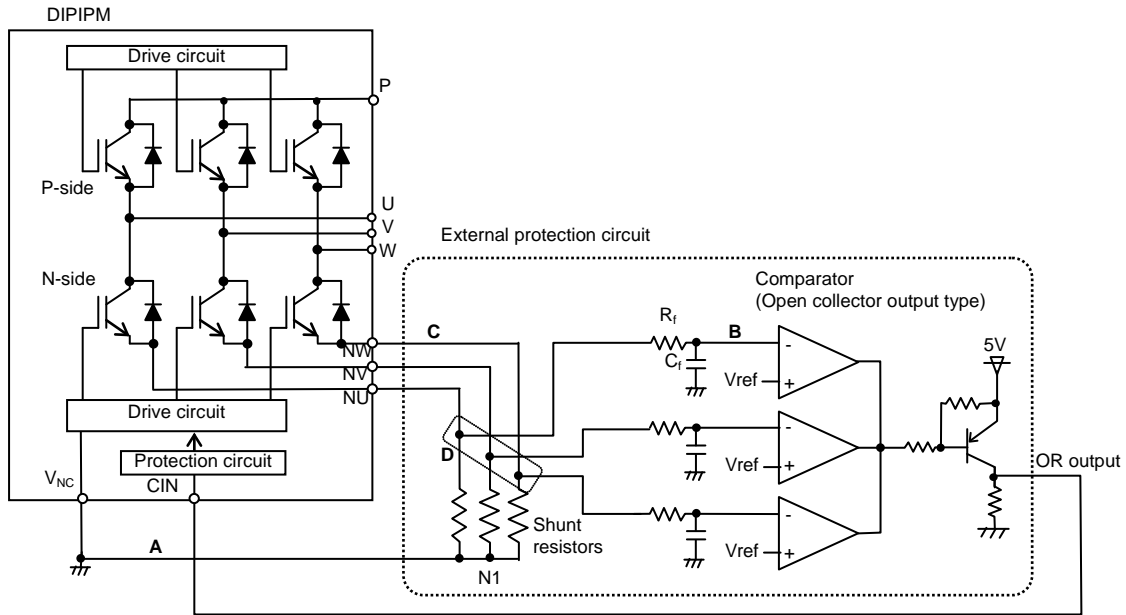 DIPIPM
Drive circuit
P
P-side
U
V
W
External protection circuit
N-side
Comparator
(Open collector output type)
C
Rf
B
5V
NW
NV
NU
Cf
-
Vref
+
Drive circuit
D
-
Vref
+
Protection circuit
OR output
VNC
CIN
Shunt
resistors
-
Vref
+
A
N1